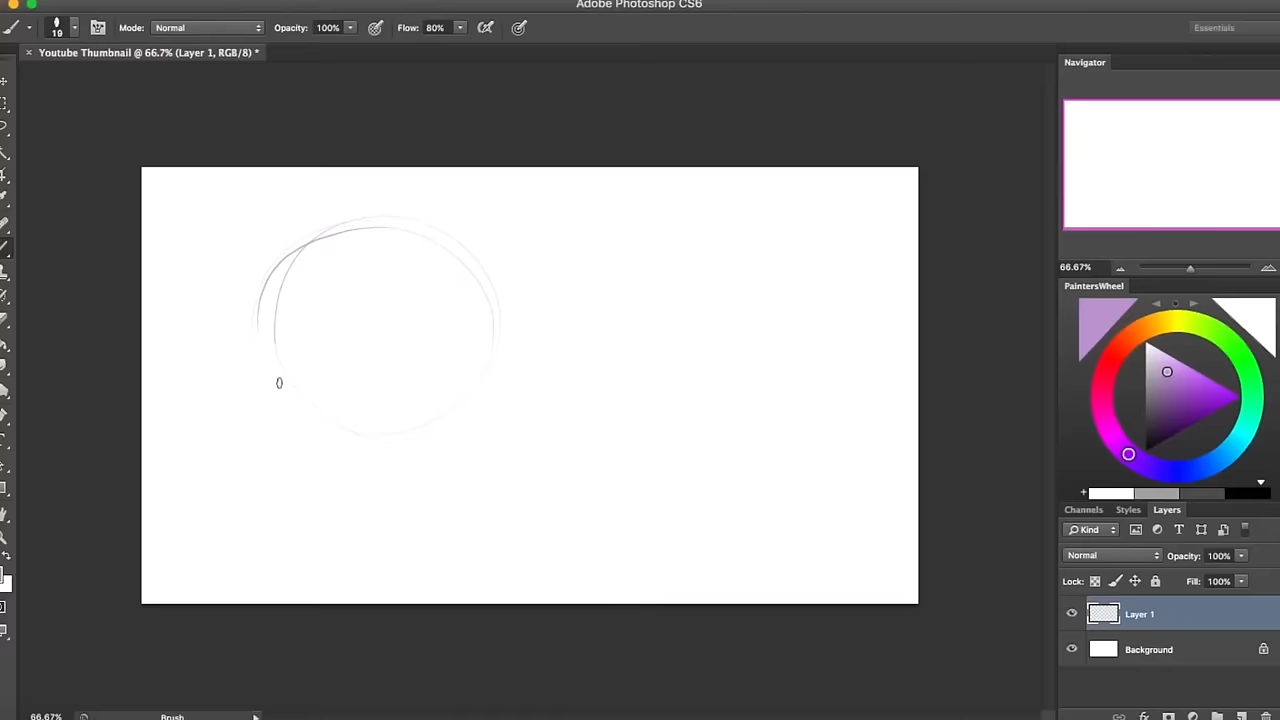 Adobe Photoshop CS6
19 Mode: Normal Opacity: 100% Flow: 80% Essentials
× Youtube Thumbnail @ 66.7% (Layer 1, RGB/8) *
Navigator
66.67%
PaintersWheel
Channels Styles Layers
Kind
Normal Opacity: 100%
Lock: Fill: 100%
Layer 1
Background
66.67% Brush